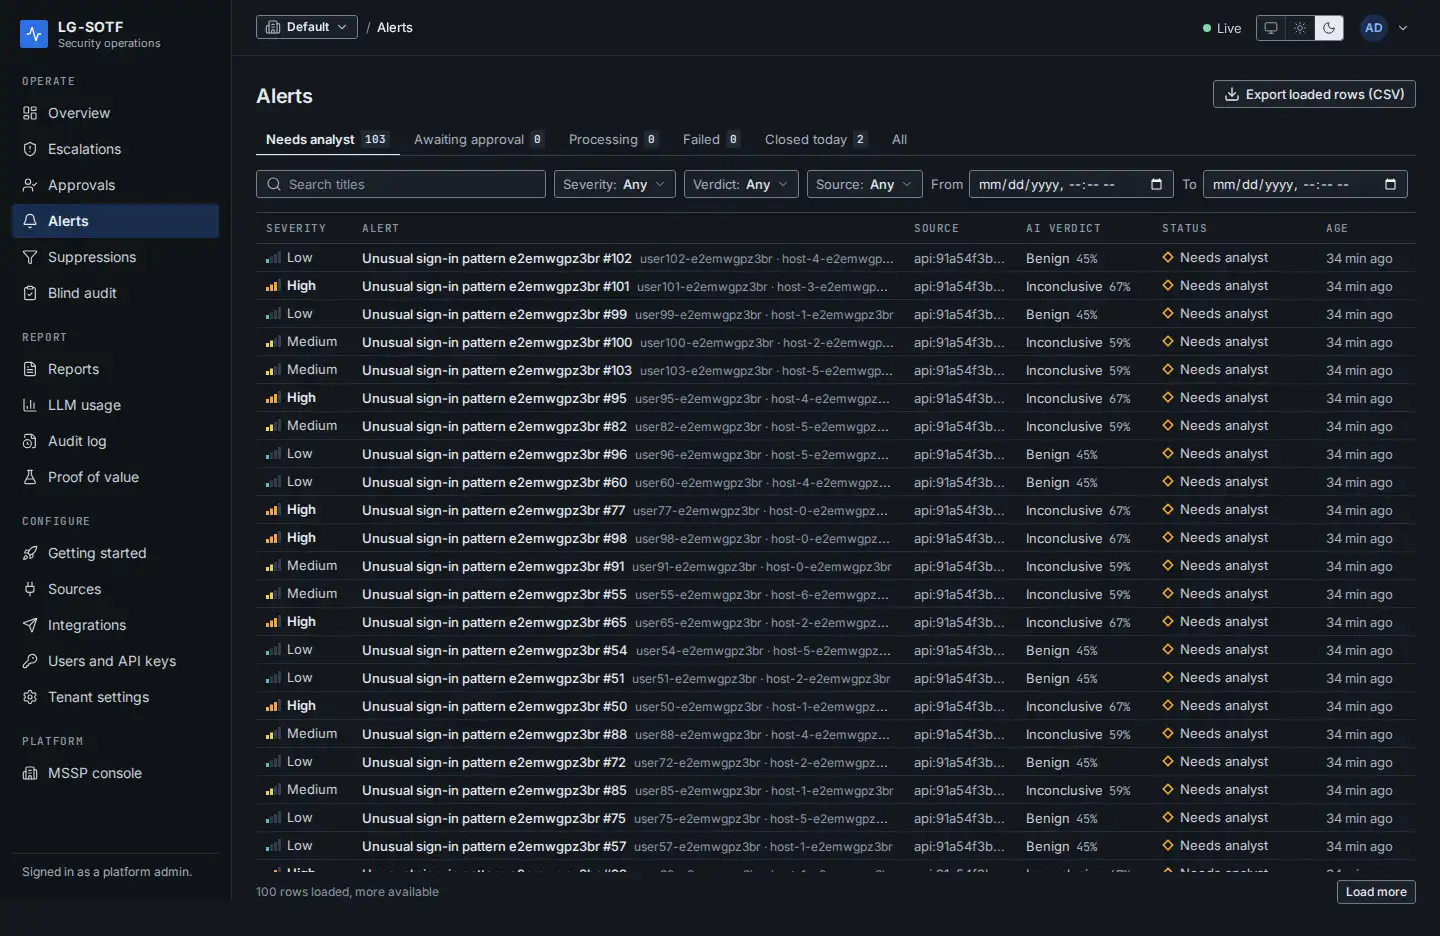 LG-SOTF
Security operations
OPERATE
Overview
Escalations
Approvals
Alerts
Suppressions
Blind audit
REPORT
Reports
LLM usage
Audit log
Proof of value
CONFIGURE
Getting started
Sources
Integrations
Users and API keys
Tenant settings
PLATFORM
MSSP console
Signed in as a platform admin.
Default / Alerts
Live
AD
Alerts
Export loaded rows (CSV)
Needs analyst 103 Awaiting approval 0 Processing 0 Failed 0 Closed today 2 All
Search titles Severity: Any Verdict: Any Source: Any From mm/dd/yyyy, --:-- -- To mm/dd/yyyy, --:-- --
SEVERITY ALERT SOURCE AI VERDICT STATUS AGE
Low Unusual sign-in pattern e2emwgpz3br #102 user102-e2emwgpz3br · host-4-e2emwgp... api:91a54f3b... Benign 45% Needs analyst 34 min ago
High Unusual sign-in pattern e2emwgpz3br #101 user101-e2emwgpz3br · host-3-e2emwgp... api:91a54f3b... Inconclusive 67% Needs analyst 34 min ago
Low Unusual sign-in pattern e2emwgpz3br #99 user99-e2emwgpz3br · host-1-e2emwgpz3br api:91a54f3b... Benign 45% Needs analyst 34 min ago
Medium Unusual sign-in pattern e2emwgpz3br #100 user100-e2emwgpz3br · host-2-e2emwgp... api:91a54f3b... Inconclusive 59% Needs analyst 34 min ago
Medium Unusual sign-in pattern e2emwgpz3br #103 user103-e2emwgpz3br · host-5-e2emwgp... api:91a54f3b... Inconclusive 59% Needs analyst 34 min ago
High Unusual sign-in pattern e2emwgpz3br #95 user95-e2emwgpz3br · host-4-e2emwgpz... api:91a54f3b... Inconclusive 67% Needs analyst 34 min ago
Medium Unusual sign-in pattern e2emwgpz3br #82 user82-e2emwgpz3br · host-5-e2emwgpz... api:91a54f3b... Inconclusive 59% Needs analyst 34 min ago
Low Unusual sign-in pattern e2emwgpz3br #96 user96-e2emwgpz3br · host-5-e2emwgpz... api:91a54f3b... Benign 45% Needs analyst 34 min ago
Low Unusual sign-in pattern e2emwgpz3br #60 user60-e2emwgpz3br · host-4-e2emwgpz... api:91a54f3b... Benign 45% Needs analyst 34 min ago
High Unusual sign-in pattern e2emwgpz3br #77 user77-e2emwgpz3br · host-0-e2emwgpz... api:91a54f3b... Inconclusive 67% Needs analyst 34 min ago
High Unusual sign-in pattern e2emwgpz3br #98 user98-e2emwgpz3br · host-0-e2emwgpz... api:91a54f3b... Inconclusive 67% Needs analyst 34 min ago
Medium Unusual sign-in pattern e2emwgpz3br #91 user91-e2emwgpz3br · host-0-e2emwgpz3br api:91a54f3b... Inconclusive 59% Needs analyst 34 min ago
Medium Unusual sign-in pattern e2emwgpz3br #55 user55-e2emwgpz3br · host-6-e2emwgpz... api:91a54f3b... Inconclusive 59% Needs analyst 34 min ago
High Unusual sign-in pattern e2emwgpz3br #65 user65-e2emwgpz3br · host-2-e2emwgpz... api:91a54f3b... Inconclusive 67% Needs analyst 34 min ago
Low Unusual sign-in pattern e2emwgpz3br #54 user54-e2emwgpz3br · host-5-e2emwgpz... api:91a54f3b... Benign 45% Needs analyst 34 min ago
Low Unusual sign-in pattern e2emwgpz3br #51 user51-e2emwgpz3br · host-2-e2emwgpz3br api:91a54f3b... Benign 45% Needs analyst 34 min ago
High Unusual sign-in pattern e2emwgpz3br #50 user50-e2emwgpz3br · host-1-e2emwgpz... api:91a54f3b... Inconclusive 67% Needs analyst 34 min ago
Medium Unusual sign-in pattern e2emwgpz3br #88 user88-e2emwgpz3br · host-4-e2emwgpz... api:91a54f3b... Inconclusive 59% Needs analyst 34 min ago
Low Unusual sign-in pattern e2emwgpz3br #72 user72-e2emwgpz3br · host-2-e2emwgpz... api:91a54f3b... Benign 45% Needs analyst 34 min ago
Medium Unusual sign-in pattern e2emwgpz3br #85 user85-e2emwgpz3br · host-1-e2emwgpz3br api:91a54f3b... Inconclusive 59% Needs analyst 34 min ago
Low Unusual sign-in pattern e2emwgpz3br #75 user75-e2emwgpz3br · host-5-e2emwgpz... api:91a54f3b... Benign 45% Needs analyst 34 min ago
Low Unusual sign-in pattern e2emwgpz3br #57 user57-e2emwgpz3br · host-1-e2emwgpz3br api:91a54f3b... Benign 45% Needs analyst 34 min ago
100 rows loaded, more available
Load more